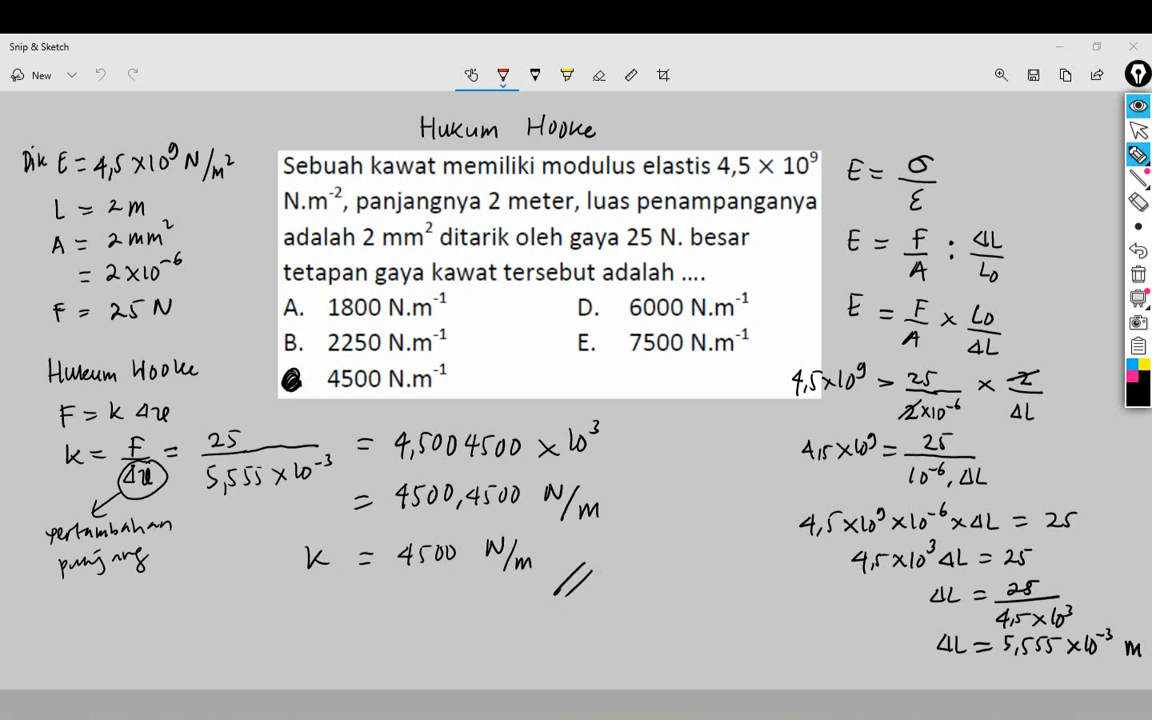 Snip & Sketch
New
Hukum Hooke
Dik E = 4,5 × 10⁹ N/m²
L = 2 m
A = 2 mm²
= 2 × 10⁻⁶
F = 25 N
Hukum Hooke
F = k Δx
k = F/Δx = 25/5,555 × 10⁻³ = 4,5004500 × 10³
= 4500,4500 N/m
k = 4500 N/m //
pertambahan
panjang
Sebuah kawat memiliki modulus elastis 4,5 × 10⁹
N.m⁻², panjangnya 2 meter, luas penampanganya
adalah 2 mm² ditarik oleh gaya 25 N. besar
tetapan gaya kawat tersebut adalah ....
A. 1800 N.m⁻¹ D. 6000 N.m⁻¹
B. 2250 N.m⁻¹ E. 7500 N.m⁻¹
4500 N.m⁻¹
E = σ/ε
E = F/A : ΔL/L₀
E = F/A × L₀/ΔL
4,5×10⁹ = 25/2×10⁻⁶ × 2/ΔL
4,5×10⁹ = 25/10⁻⁶.ΔL
4,5×10⁹×10⁻⁶×ΔL = 25
4,5×10³ ΔL = 25
ΔL = 25/4,5×10³
ΔL = 5,555×10⁻³ m